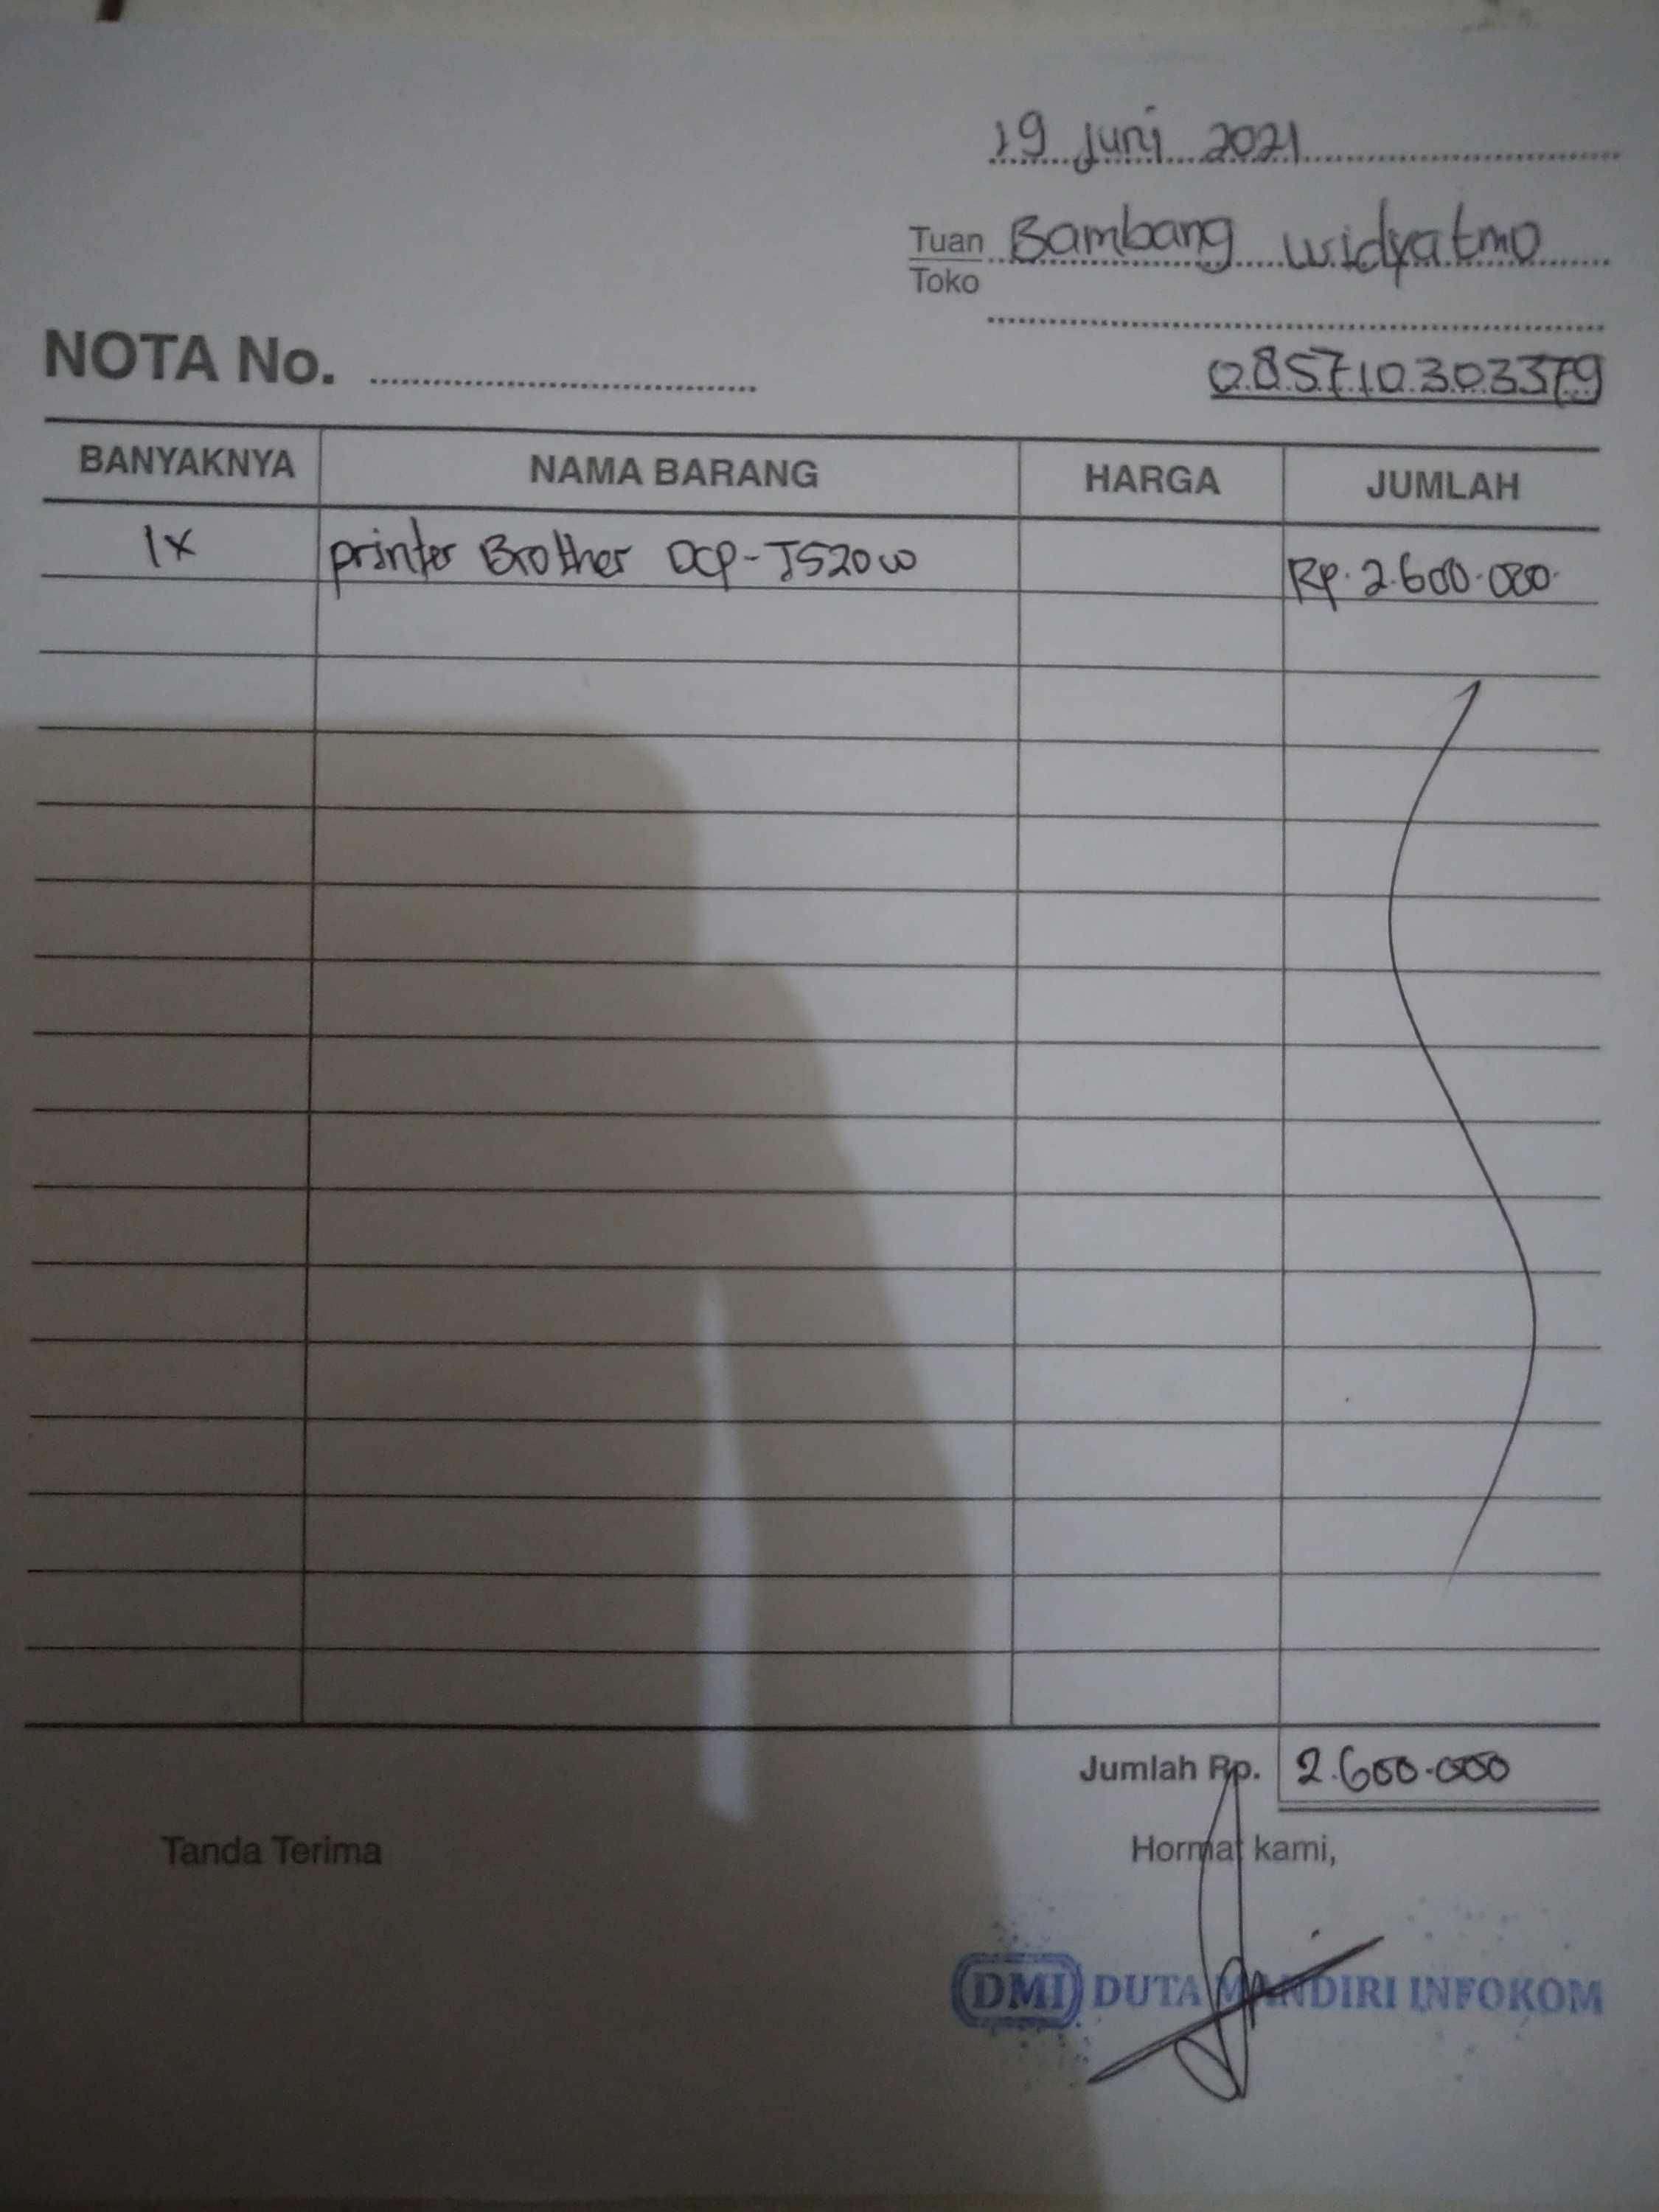 19 Juni 2021
Tuan Bambang Widyatmo
Toko
NOTA No.
085710303379
BANYAKNYA NAMA BARANG HARGA JUMLAH
1x printer Brother DCP-T520W Rp. 2.600.000.
Jumlah Rp. 2.600.000
Tanda Terima Hormat kami,
DMI DUTA MANDIRI INFOKOM